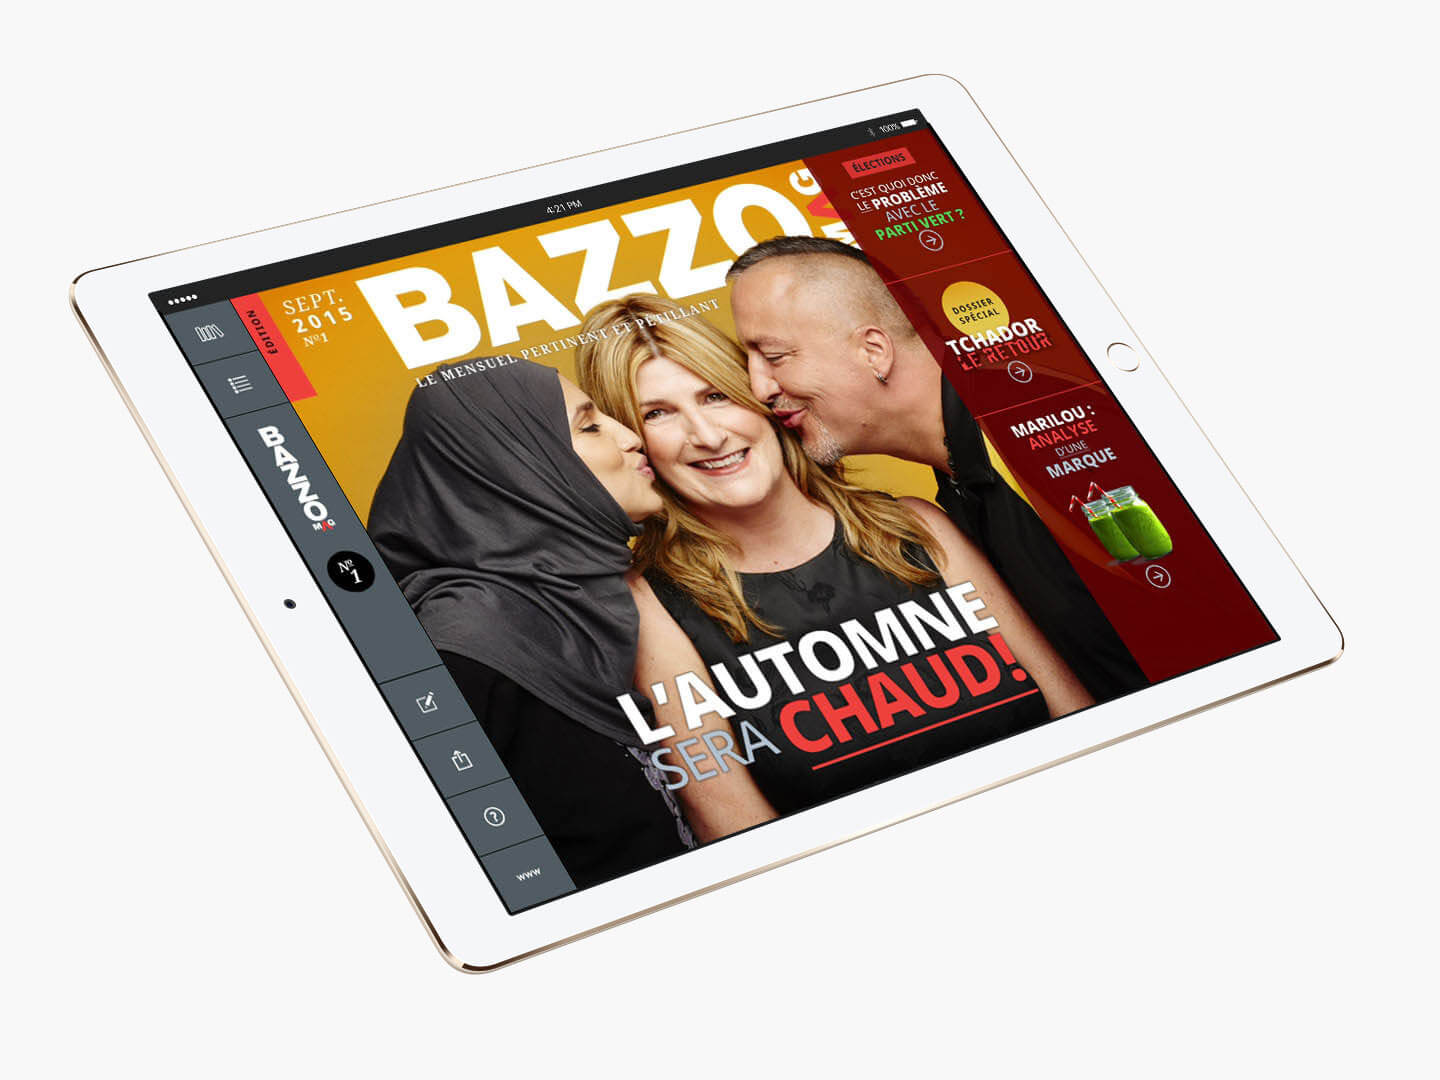 4:21 PM
100%
ÉDITION
SEPT.
2015
Nº1
BAZZO
MAG
LE MENSUEL PERTINENT ET PÉTILLANT
L'AUTOMNE
SERA CHAUD!
ÉLECTIONS
C'EST QUOI DONC
LE PROBLÈME
AVEC LE
PARTI VERT ?
DOSSIER
SPÉCIAL
TCHADOR
LE RETOUR
MARILOU :
ANALYSE
D'UNE
MARQUE
BAZZO
MAG
Nº
1
?
www